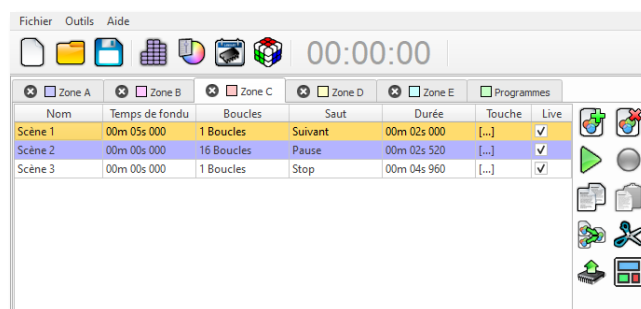 Fichier Outils Aide
00:00:00
Zone A Zone B Zone C Zone D Zone E Programmes
Nom Temps de fondu Boucles Saut Durée Touche Live
Scène 1 00m 05s 000 1 Boucles Suivant 00m 02s 000 [...]
Scène 2 00m 00s 000 16 Boucles Pause 00m 02s 520 [...]
Scène 3 00m 00s 000 1 Boucles Stop 00m 04s 960 [...]